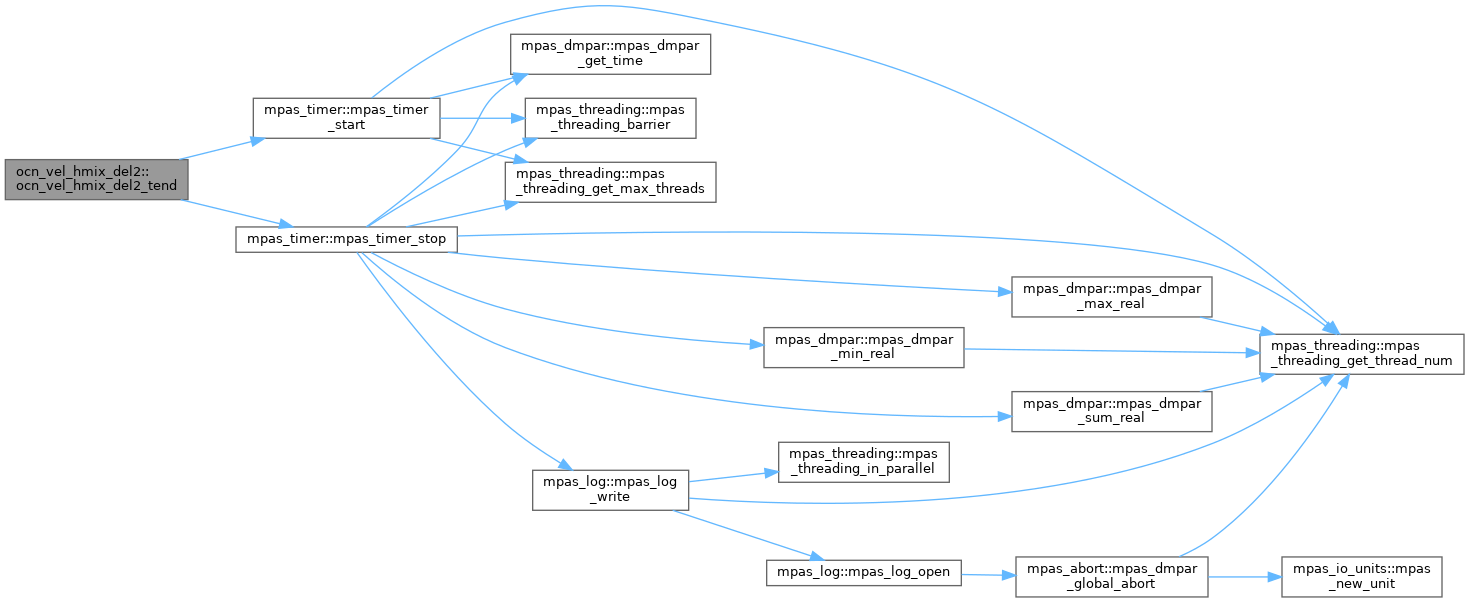 ocn_vel_hmix_del2::
ocn_vel_hmix_del2_tend
mpas_timer::mpas_timer
_start
mpas_timer::mpas_timer_stop
mpas_dmpar::mpas_dmpar
_get_time
mpas_threading::mpas
_threading_barrier
mpas_threading::mpas
_threading_get_max_threads
mpas_dmpar::mpas_dmpar
_max_real
mpas_dmpar::mpas_dmpar
_min_real
mpas_threading::mpas
_threading_get_thread_num
mpas_dmpar::mpas_dmpar
_sum_real
mpas_threading::mpas
_threading_in_parallel
mpas_log::mpas_log
_write
mpas_log::mpas_log_open
mpas_abort::mpas_dmpar
_global_abort
mpas_io_units::mpas
_new_unit